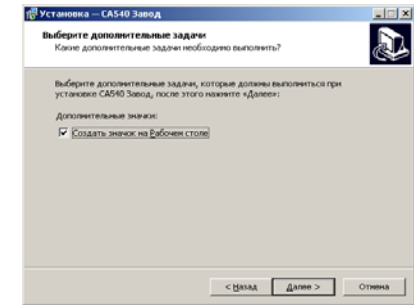 Установка — СА540 Завод
Выберите дополнительные задачи
Какие дополнительные задачи необходимо выполнить?
Выберите дополнительные задачи, которые должны выполниться при
установке СА540 Завод, после этого нажмите «Далее»:
Дополнительные значки:
Создать значок на Рабочем столе
< Назад
Далее >
Отмена